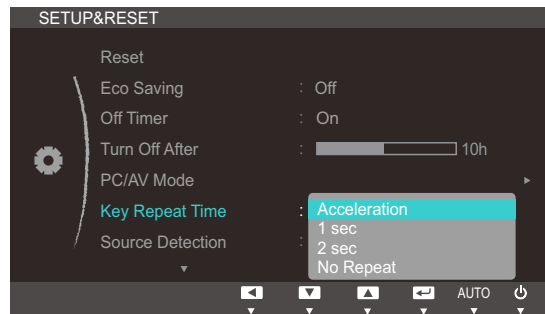 SETUP&RESET
Reset
Eco Saving : Off
Off Timer : On
Turn Off After : 10h
PC/AV Mode
Key Repeat Time : Acceleration
1 sec
Source Detection :
2 sec
No Repeat
AUTO